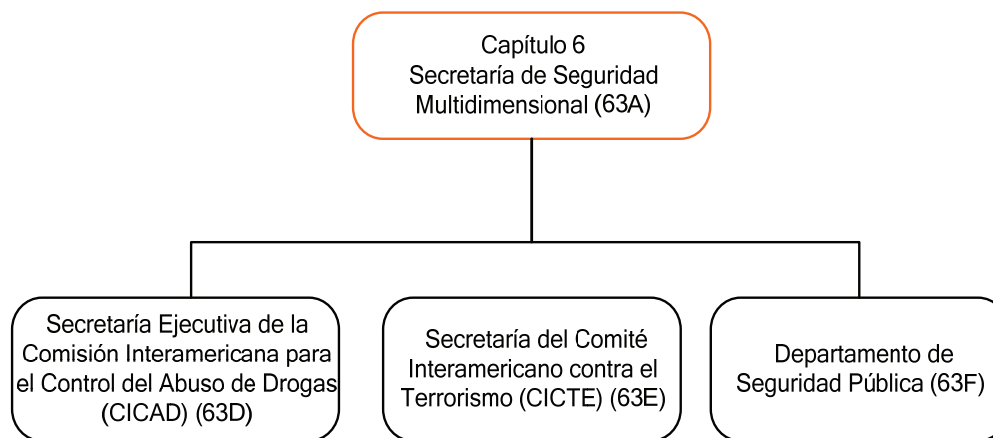 Capítulo 6
Secretaría de Seguridad
Multidimensional (63A)
Secretaría Ejecutiva de la
Comisión Interamericana para
el Control del Abuso de Drogas
(CICAD) (63D)
Secretaría del Comité
Interamericano contra el
Terrorismo (CICTE) (63E)
Departamento de
Seguridad Pública (63F)